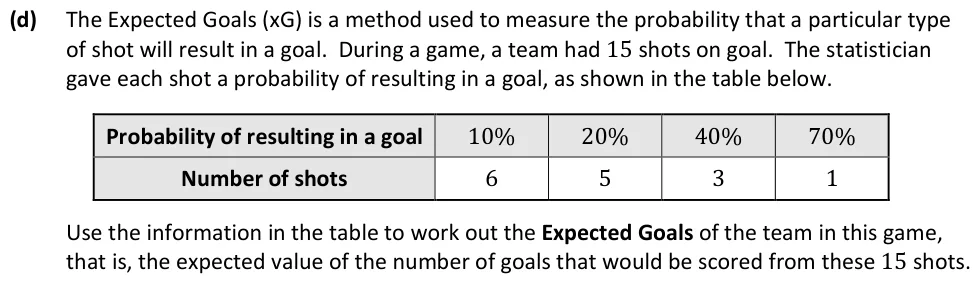 (d) The Expected Goals (xG) is a method used to measure the probability that a particular type
of shot will result in a goal. During a game, a team had 15 shots on goal. The statistician
gave each shot a probability of resulting in a goal, as shown in the table below.
Probability of resulting in a goal 10% 20% 40% 70%
Number of shots 6 5 3 1
Use the information in the table to work out the Expected Goals of the team in this game,
that is, the expected value of the number of goals that would be scored from these 15 shots.